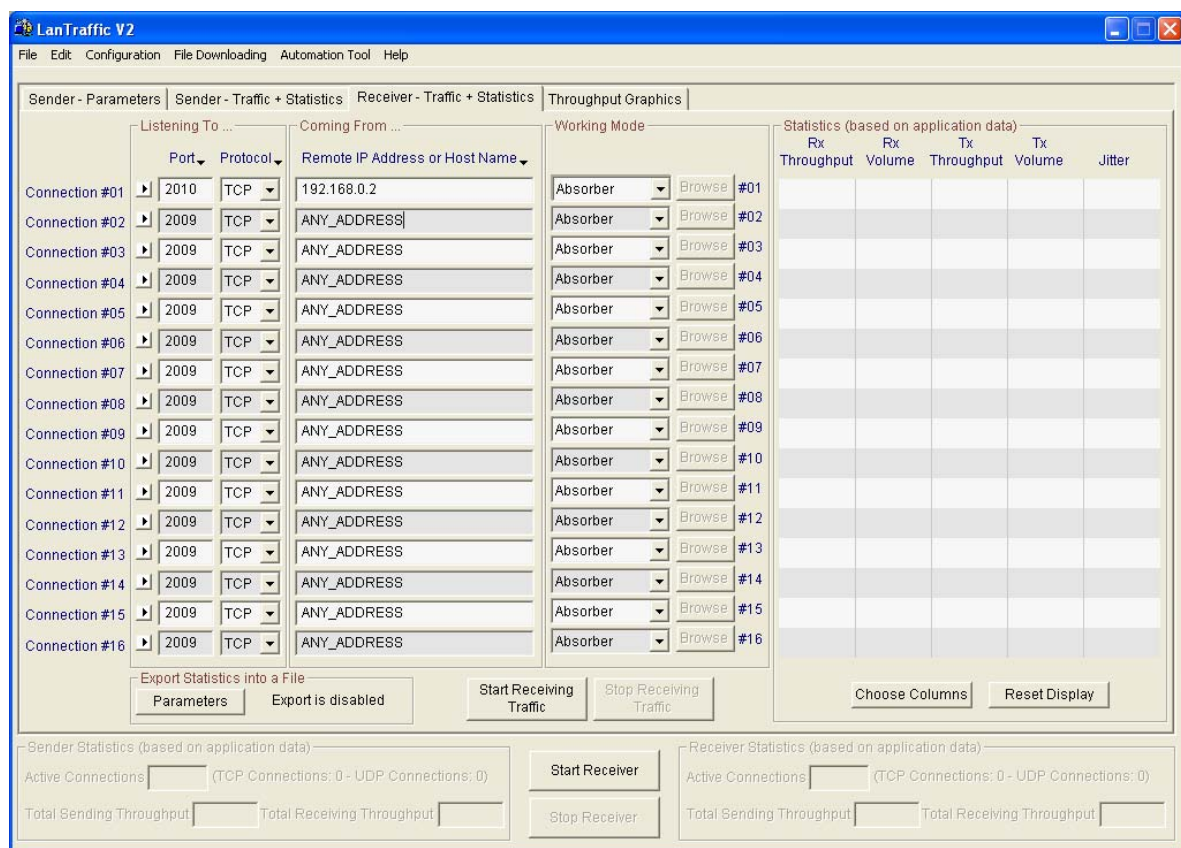 LanTraffic V2
File Edit Configuration File Downloading Automation Tool Help
Sender - Parameters Sender - Traffic + Statistics Receiver - Traffic + Statistics Throughput Graphics
Listening To ... Coming From ... Working Mode Statistics (based on application data)
Port Protocol Remote IP Address or Host Name Rx Throughput Rx Volume Tx Throughput Tx Volume Jitter
Connection #01 2010 TCP 192.168.0.2 Absorber Browse #01
Connection #02 2009 TCP ANY_ADDRESS Absorber Browse #02
Connection #03 2009 TCP ANY_ADDRESS Absorber Browse #03
Connection #04 2009 TCP ANY_ADDRESS Absorber Browse #04
Connection #05 2009 TCP ANY_ADDRESS Absorber Browse #05
Connection #06 2009 TCP ANY_ADDRESS Absorber Browse #06
Connection #07 2009 TCP ANY_ADDRESS Absorber Browse #07
Connection #08 2009 TCP ANY_ADDRESS Absorber Browse #08
Connection #09 2009 TCP ANY_ADDRESS Absorber Browse #09
Connection #10 2009 TCP ANY_ADDRESS Absorber Browse #10
Connection #11 2009 TCP ANY_ADDRESS Absorber Browse #11
Connection #12 2009 TCP ANY_ADDRESS Absorber Browse #12
Connection #13 2009 TCP ANY_ADDRESS Absorber Browse #13
Connection #14 2009 TCP ANY_ADDRESS Absorber Browse #14
Connection #15 2009 TCP ANY_ADDRESS Absorber Browse #15
Connection #16 2009 TCP ANY_ADDRESS Absorber Browse #16
Export Statistics into a File
Parameters Export is disabled
Start Receiving Traffic Stop Receiving Traffic
Choose Columns Reset Display
Sender Statistics (based on application data)
Active Connections (TCP Connections: 0 - UDP Connections: 0)
Total Sending Throughput Total Receiving Throughput
Start Receiver
Stop Receiver
Receiver Statistics (based on application data)
Active Connections (TCP Connections: 0 - UDP Connections: 0)
Total Sending Throughput Total Receiving Throughput